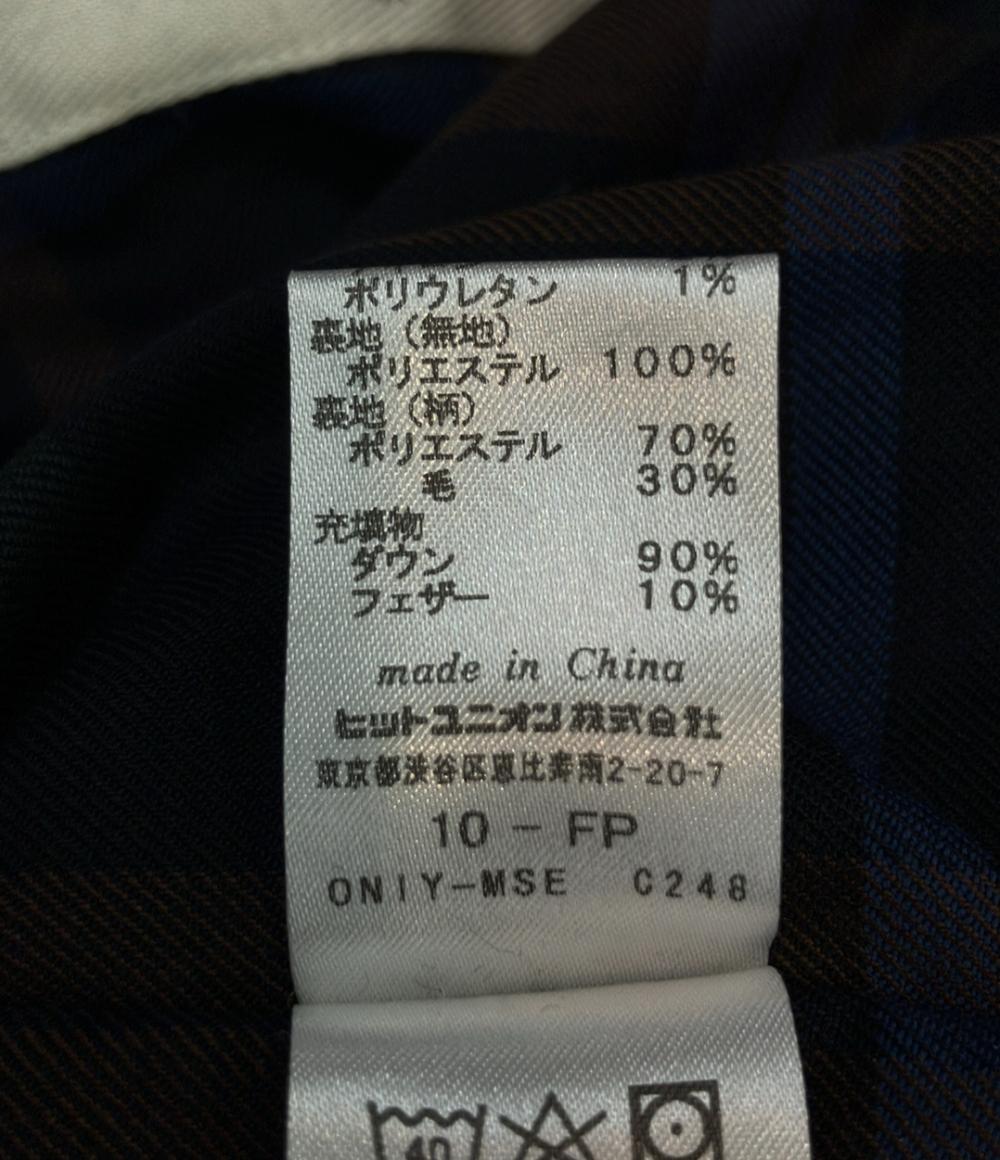 ポリウレタン 1%
表地(無地)
ポリエステル 100%
表地(柄)
ポリエステル 70%
毛 30%
充填物
ダウン 90%
フェザー 10%
made in China
ヒットユニオン株式会社
東京都渋谷区恵比寿南2-20-7
10 - FP
ONIY-MSE C248
40